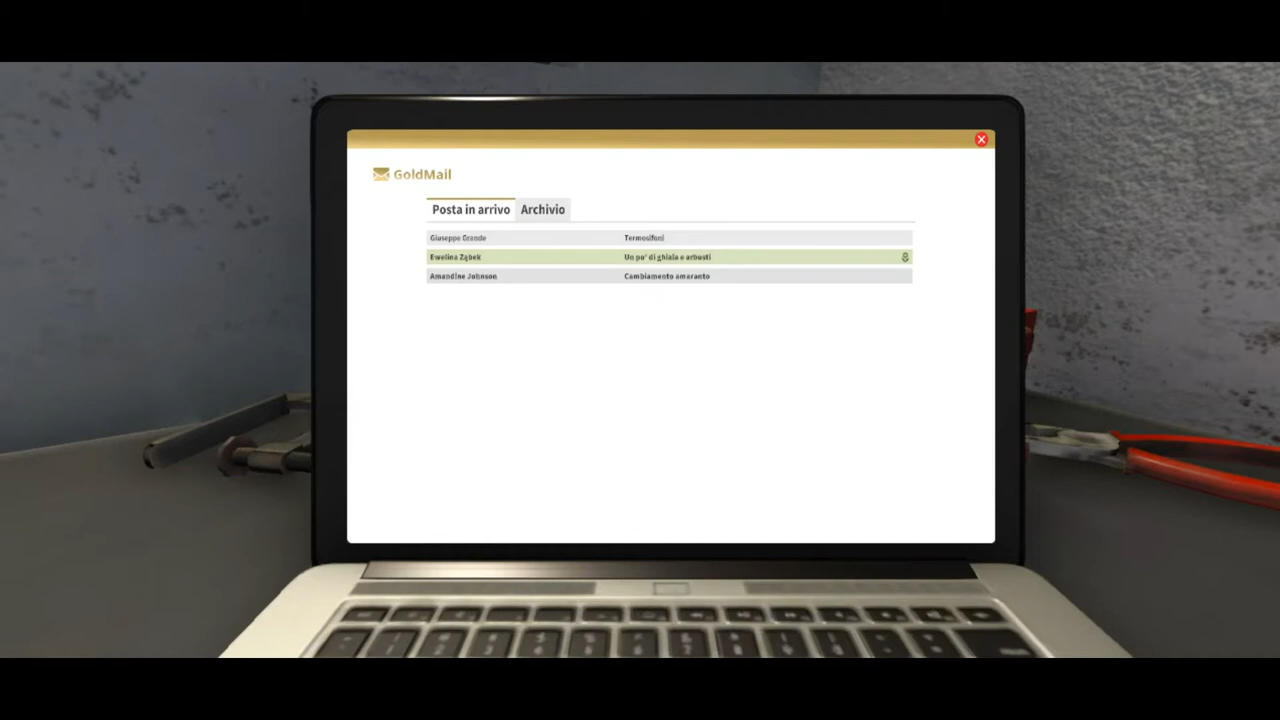 GoldMail
Posta in arrivo Archivio
Giuseppe Grande Termosifoni
Ewelina Ząbek Un po' di ghiaia e arbusti
Amandine Johnson Cambiamento amaranto